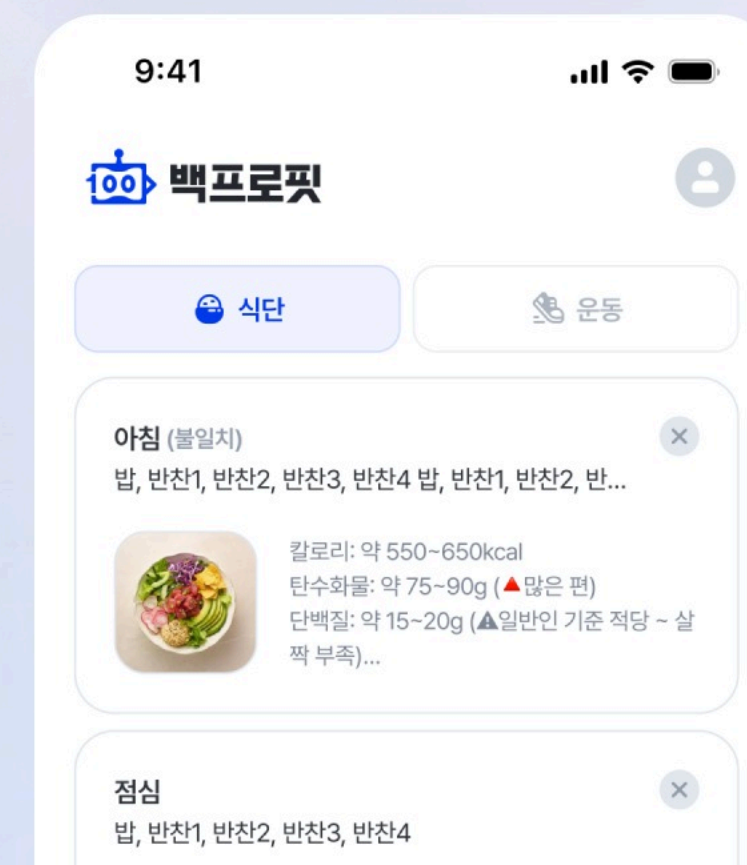 9:41
100 백프로핏
식단
운동
아침 (불일치)
밥, 반찬1, 반찬2, 반찬3, 반찬4 밥, 반찬1, 반찬2, 반...
칼로리: 약 550~650kcal
탄수화물: 약 75~90g (🔺많은 편)
단백질: 약 15~20g (⚠일반인 기준 적당 ~ 살
짝 부족)...
점심
밥, 반찬1, 반찬2, 반찬3, 반찬4